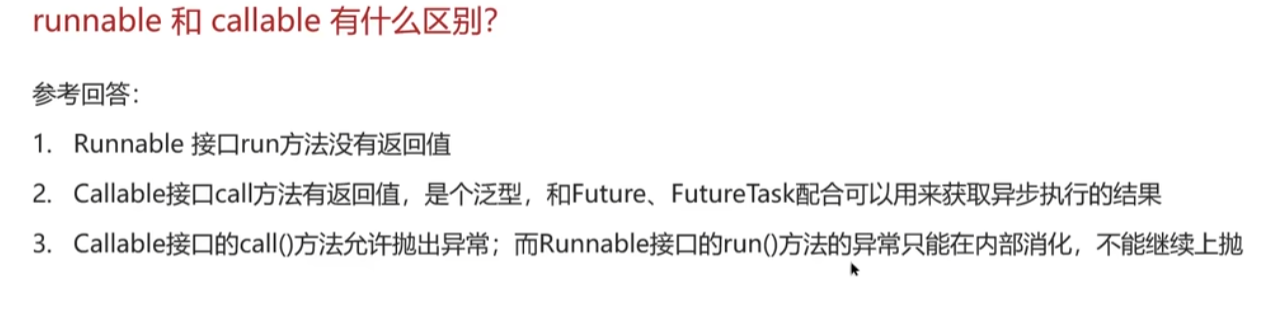 runnable 和 callable 有什么区别？
参考回答：
1. Runnable 接口run方法没有返回值
2. Callable接口call方法有返回值，是个泛型，和Future、FutureTask配合可以用来获取异步执行的结果
3. Callable接口的call()方法允许抛出异常；而Runnable接口的run()方法的异常只能在内部消化，不能继续上抛